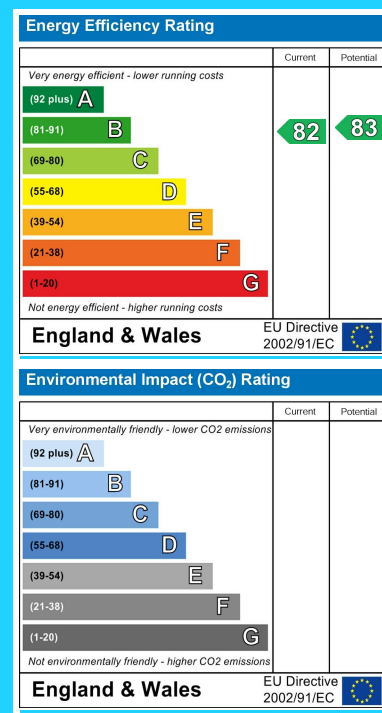 Energy Efficiency Rating
Current Potential
Very energy efficient - lower running costs
(92 plus) A
(81-91) B
82 83
(69-80) C
(55-68) D
(39-54) E
(21-38) F
(1-20) G
Not energy efficient - higher running costs
England & Wales
EU Directive
2002/91/EC
Environmental Impact (CO₂) Rating
Current Potential
Very environmentally friendly - lower CO2 emissions
(92 plus) A
(81-91) B
(69-80) C
(55-68) D
(39-54) E
(21-38) F
(1-20) G
Not environmentally friendly - higher CO2 emissions
England & Wales
EU Directive
2002/91/EC